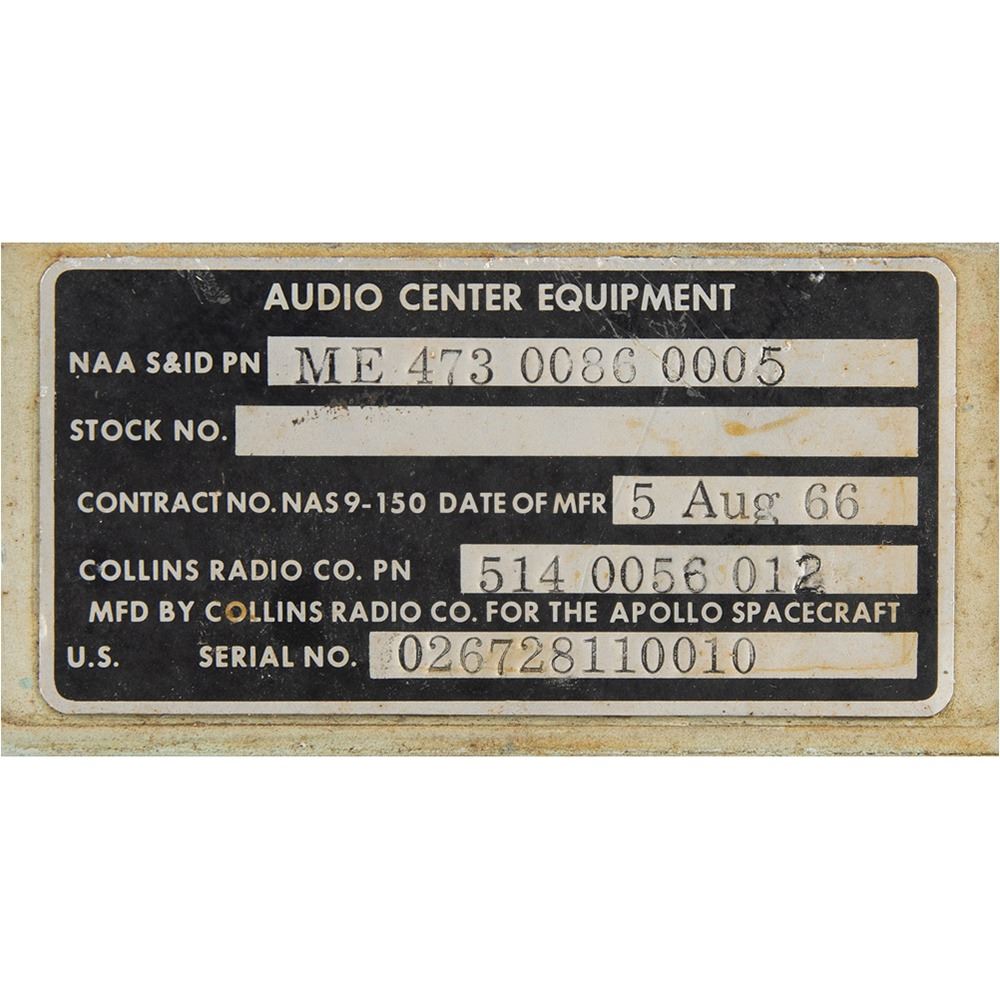 AUDIO CENTER EQUIPMENT
NAA S&ID PN ME 473 0086 0005
STOCK NO.
CONTRACT NO. NAS 9-150 DATE OF MFR 5 Aug 66
COLLINS RADIO CO. PN 514 0056 012
MFD BY COLLINS RADIO CO. FOR THE APOLLO SPACECRAFT
U.S. SERIAL NO. 026728110010